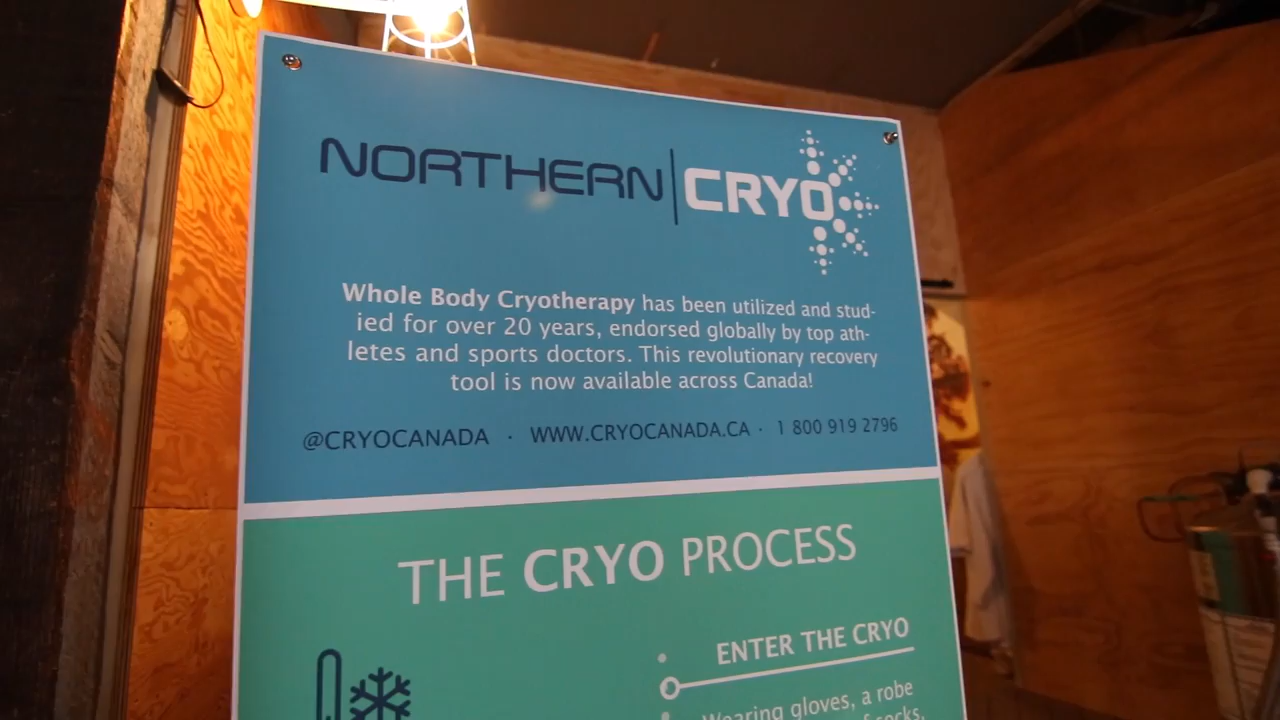 NORTHERN CRYO
Whole Body Cryotherapy has been utilized and stud-
ied for over 20 years, endorsed globally by top ath-
letes and sports doctors. This revolutionary recovery
tool is now available across Canada!
@CRYOCANADA · WWW.CRYOCANADA.CA · 1 800 919 2796
THE CRYO PROCESS
ENTER THE CRYO
Wearing gloves, a robe
socks,